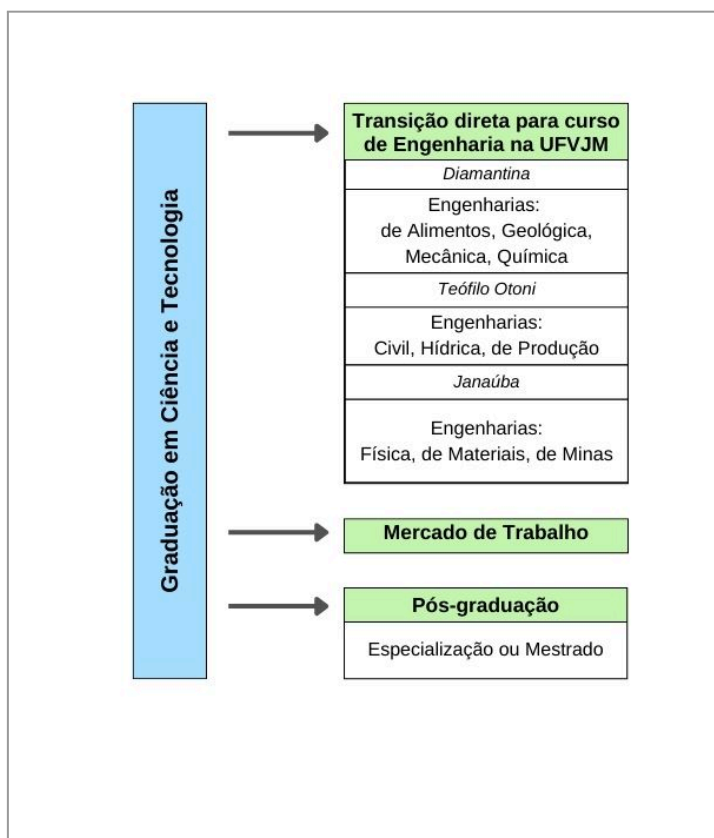 Graduação em Ciência e Tecnologia
Transição direta para curso
de Engenharia na UFVJM
Diamantina
Engenharias:
de Alimentos, Geológica,
Mecânica, Química
Teófilo Otoni
Engenharias:
Civil, Hídrica, de Produção
Janaúba
Engenharias:
Física, de Materiais, de Minas
Mercado de Trabalho
Pós-graduação
Especialização ou Mestrado